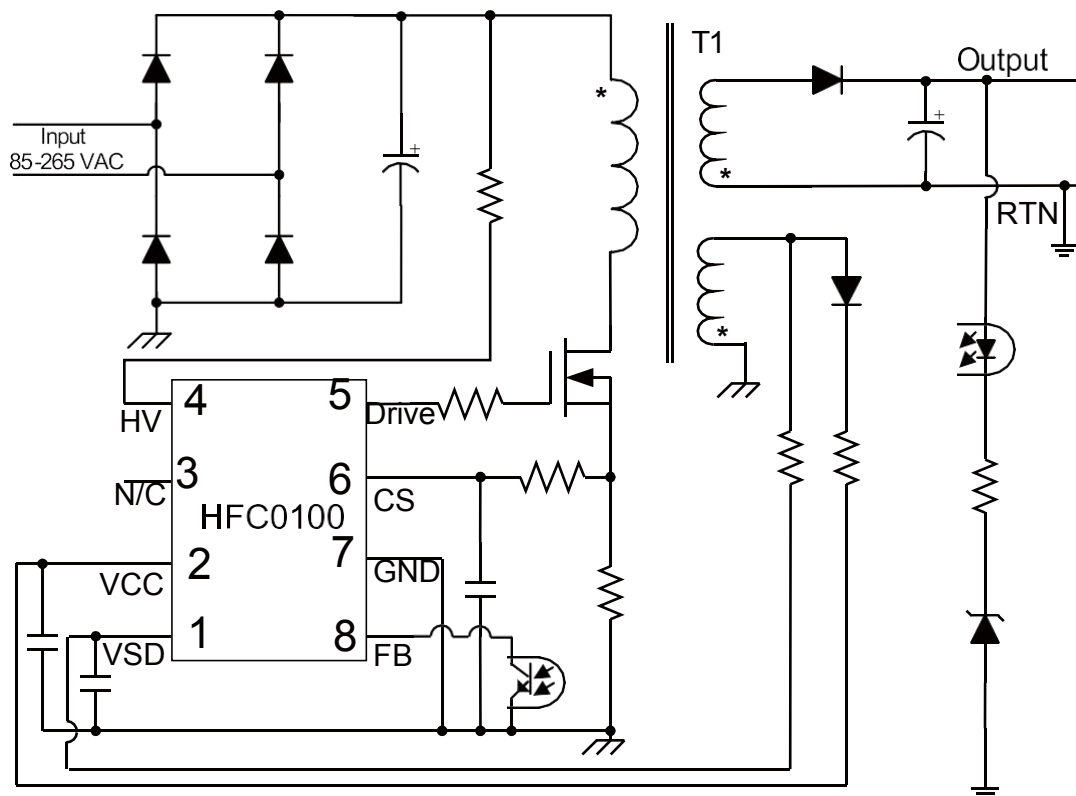 T1
Output
Input
85-265 VAC
RTN
*
*
*
+
+
4
5
HV
Drive
3
6
N/C
CS
HFC0100
2
7
VCC
GND
1
8
VSD
FB